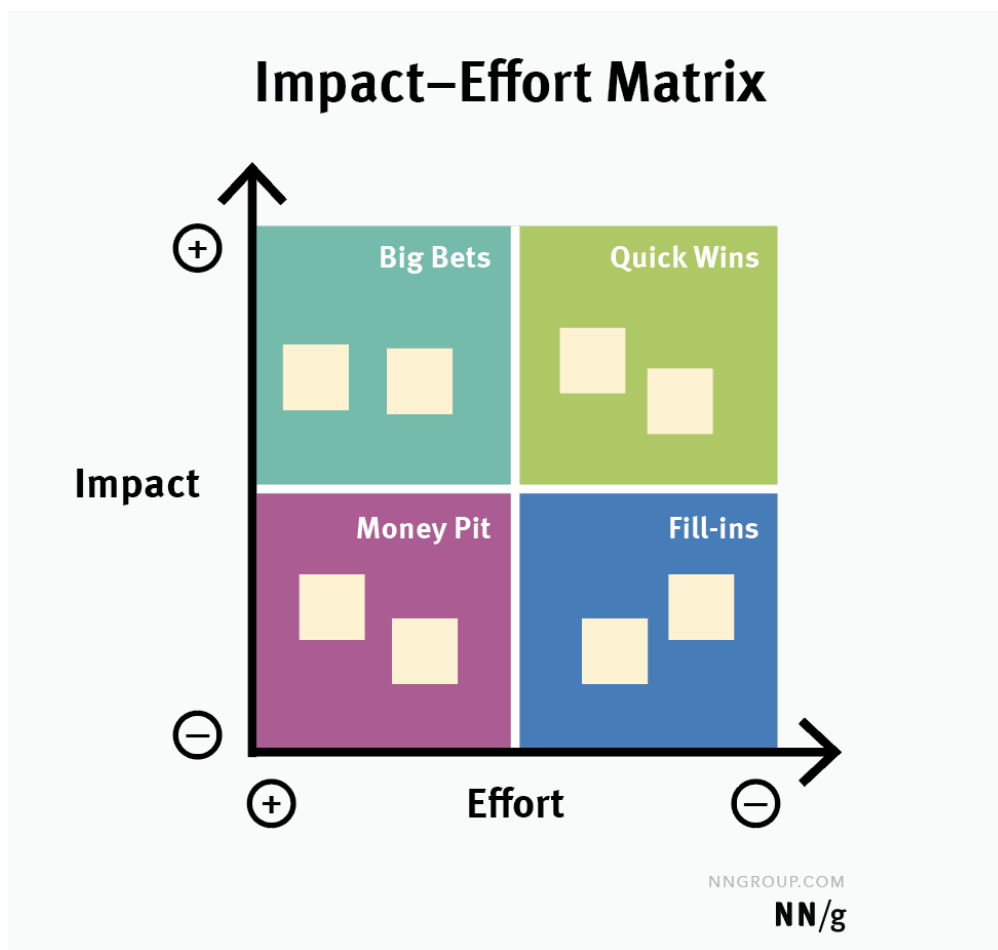 Impact–Effort Matrix
+
Big Bets
Quick Wins
Impact
Money Pit
Fill-ins
−
+
Effort
−
NNGROUP.COM
NN/g